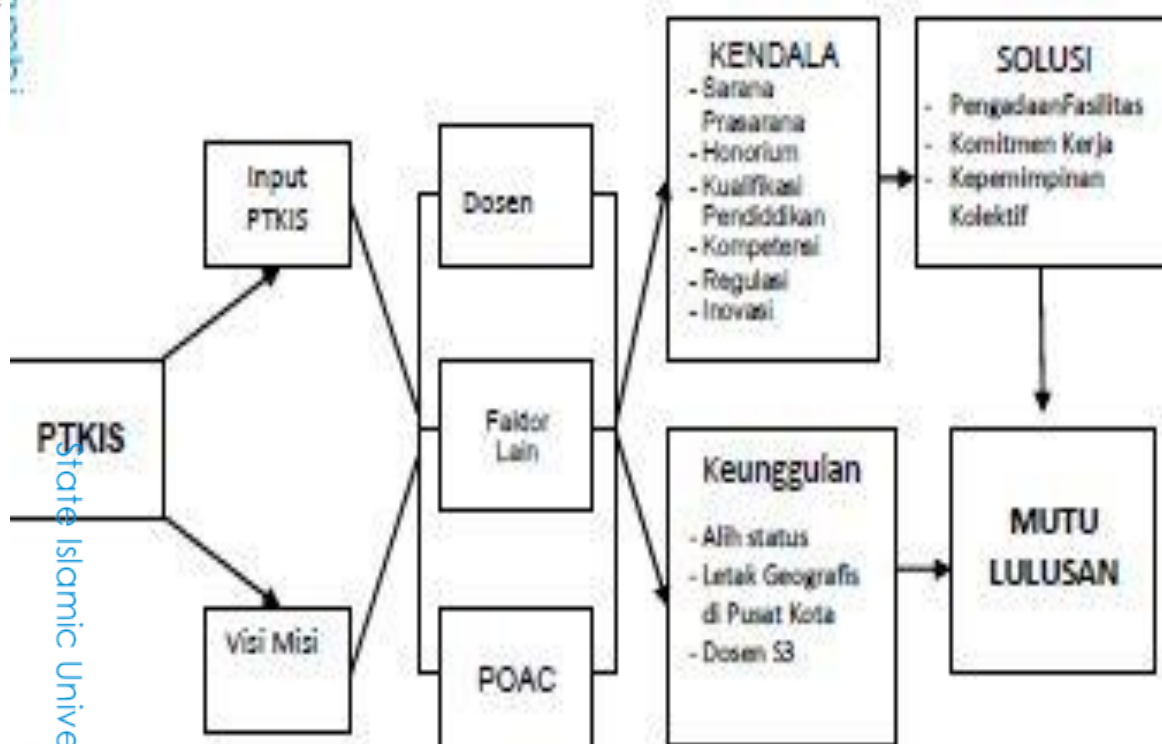 PTKIS
Input
PTKIS
Visi Misi
Dosen
Faktor
Lain
POAC
KENDALA
- Sarana
Prasarana
- Honorium
- Kualifikasi
Pendiddikan
- Kompetensi
- Regulasi
- Inovasi
SOLUSI
- PengadaanFasilitas
- Komitmen Kerja
- Kepemimpinan
Kolektif
Keunggulan
- Alih status
- Letak Geografis
di Pusat Kota
- Dosen S3
MUTU
LULUSAN
State Islamic Unive